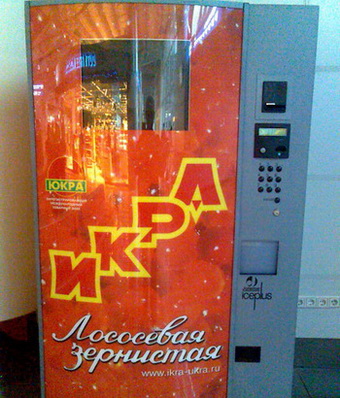 ЮКРА
ИКРА
Лососевая
зернистая
www.ikra-ukra.ru
iceplus